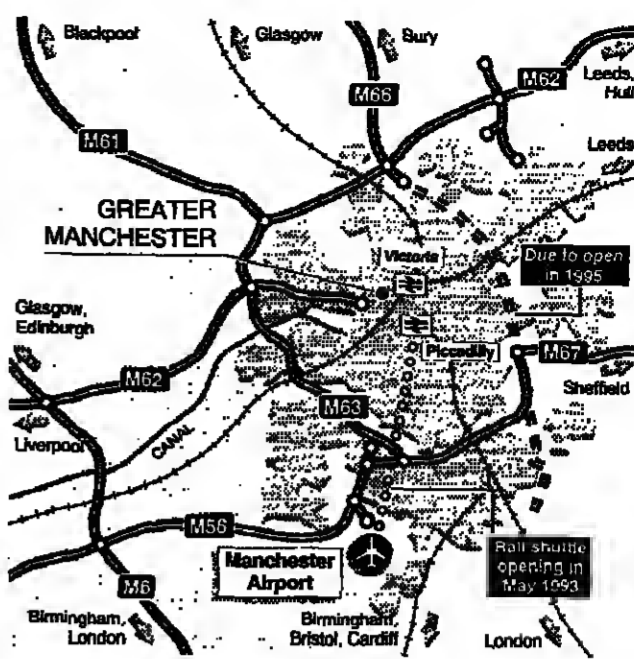 Blackpool
Glasgow
Bury
M62
Leeds,
Hull
M66
M61
Leeds
GREATER
MANCHESTER
Victoria
Due to open
in 1995
Glasgow,
Edinburgh
Piccadilly
M67
M62
Sheffield
M63
Liverpool
CANAL
M56
Manchester
Airport
Rail shuttle
opening in
May 1993
M6
Birmingham,
London
Birmingham,
Bristol, Cardiff
London